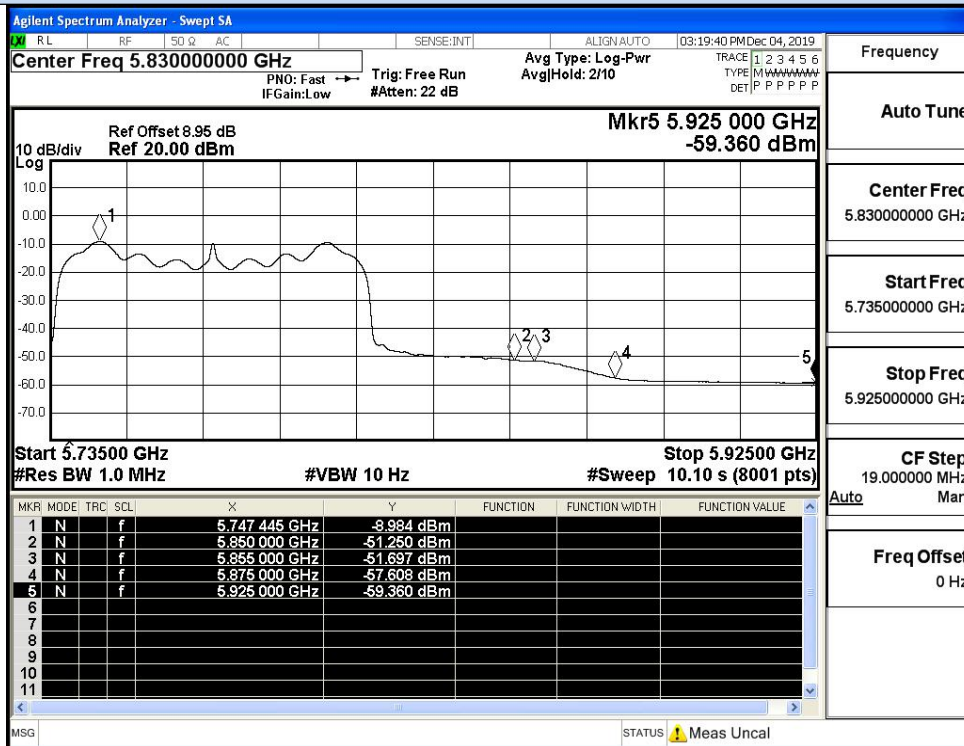 Agilent Spectrum Analyzer - Swept SA
LXI RL RF 50 Ω AC SENSE:INT ALIGN AUTO 03:19:40 PM Dec 04, 2019
Center Freq 5.830000000 GHz
PNO: Fast
IFGain:Low
Trig: Free Run
#Atten: 22 dB
Avg Type: Log-Pwr
Avg|Hold: 2/10
TRACE 1 2 3 4 5 6
TYPE M WWWWW
DET P P P P P P
Mkr5 5.925 000 GHz
-59.360 dBm
Ref Offset 8.95 dB
10 dB/div Ref 20.00 dBm
Log
10.0
0.00
-10.0
-20.0
-30.0
-40.0
-50.0
-60.0
-70.0
1
2 3
4
5
Start 5.73500 GHz Stop 5.92500 GHz
#Res BW 1.0 MHz #VBW 10 Hz #Sweep 10.10 s (8001 pts)
MKR MODE TRC SCL X Y FUNCTION FUNCTION WIDTH FUNCTION VALUE
1 N f 5.747 445 GHz -8.984 dBm
2 N f 5.850 000 GHz -51.250 dBm
3 N f 5.855 000 GHz -51.697 dBm
4 N f 5.875 000 GHz -57.608 dBm
5 N f 5.925 000 GHz -59.360 dBm
6
7
8
9
10
11
MSG STATUS Meas Uncal
Frequency
Auto Tune
Center Freq
5.830000000 GHz
Start Freq
5.735000000 GHz
Stop Freq
5.925000000 GHz
CF Step
19.000000 MHz
Auto Man
Freq Offset
0 Hz